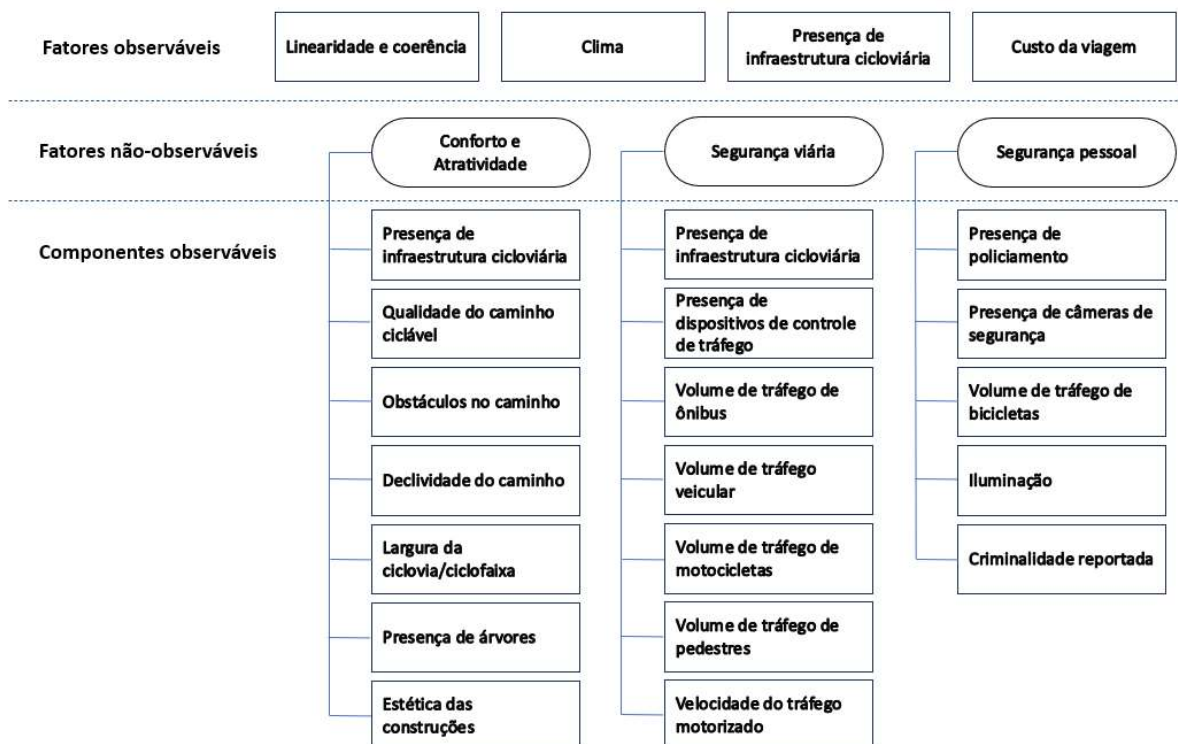 Fatores observáveis
Linearidade e coerência
Clima
Presença de
infraestrutura cicloviária
Custo da viagem
Fatores não-observáveis
Conforto e
Atratividade
Segurança viária
Segurança pessoal
Componentes observáveis
Presença de
infraestrutura cicloviária
Qualidade do caminho
ciclável
Obstáculos no caminho
Declividade do caminho
Largura da
ciclovia/ciclofaixa
Presença de árvores
Estética das
construções
Presença de
infraestrutura cicloviária
Presença de
dispositivos de controle
de tráfego
Volume de tráfego de
ônibus
Volume de tráfego
veicular
Volume de tráfego de
motocicletas
Volume de tráfego de
pedestres
Velocidade do tráfego
motorizado
Presença de
policiamento
Presença de câmeras de
segurança
Volume de tráfego de
bicicletas
Iluminação
Criminalidade reportada